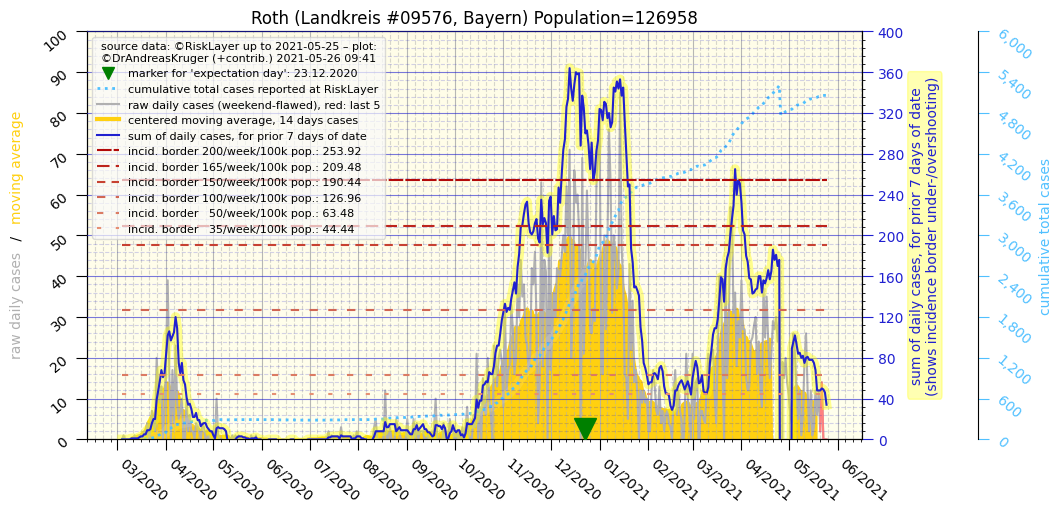 Roth (Landkreis #09576, Bayern) Population=126958
source data: ©RiskLayer up to 2021-05-25 – plot:
©DrAndreasKruger (+contrib.) 2021-05-26 09:41
marker for 'expectation day': 23.12.2020
cumulative total cases reported at RiskLayer
raw daily cases (weekend-flawed), red: last 5
centered moving average, 14 days cases
sum of daily cases, for prior 7 days of date
incid. border 200/week/100k pop.: 253.92
incid. border 165/week/100k pop.: 209.48
incid. border 150/week/100k pop.: 190.44
incid. border 100/week/100k pop.: 126.96
incid. border 50/week/100k pop.: 63.48
incid. border 35/week/100k pop.: 44.44
raw daily cases / moving average
100
90
80
70
60
50
40
30
20
10
0
03/2020
04/2020
05/2020
06/2020
07/2020
08/2020
09/2020
10/2020
11/2020
12/2020
01/2021
02/2021
03/2021
04/2021
05/2021
06/2021
400
360
320
280
240
200
160
120
80
40
0
sum of daily cases, for prior 7 days of date
(shows incidence border under-/overshooting)
6,000
5,400
4,800
4,200
3,600
3,000
2,400
1,800
1,200
600
0
cumulative total cases